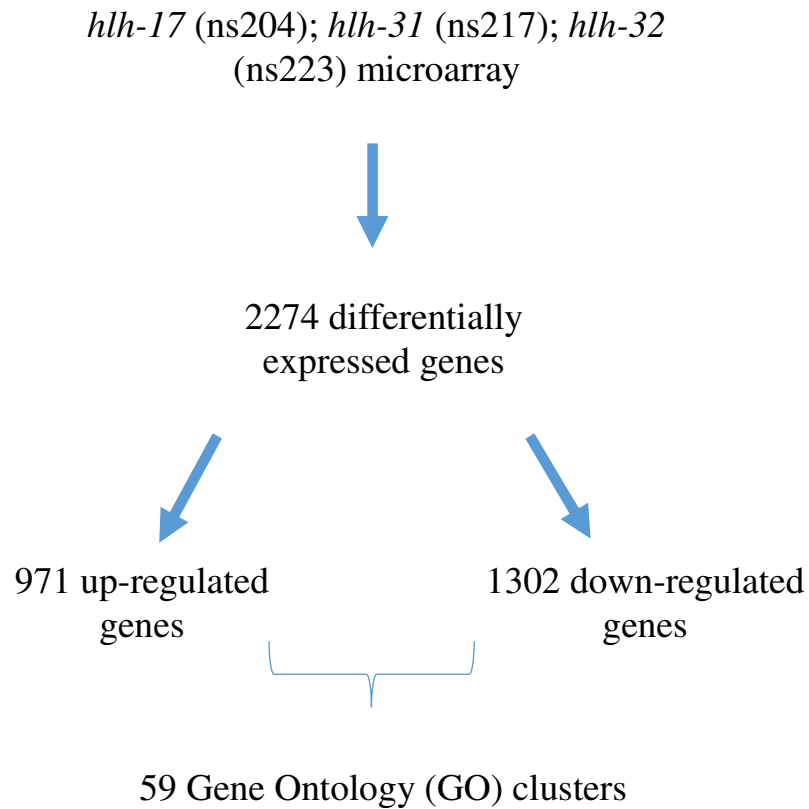 hlh-17 (ns204); hlh-31 (ns217); hlh-32
(ns223) microarray
2274 differentially
expressed genes
971 up-regulated
genes
1302 down-regulated
genes
59 Gene Ontology (GO) clusters